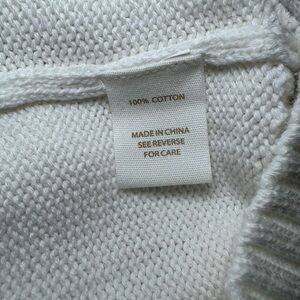 100% COTTON
MADE IN CHINA
SEE REVERSE
FOR CARE